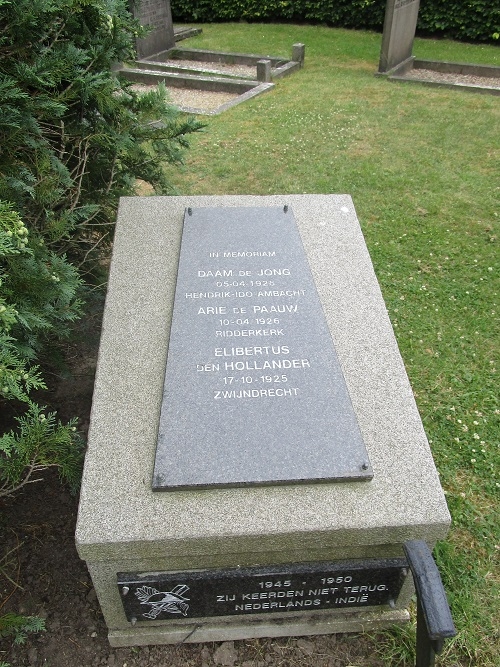 IN MEMORIAM
DAAM DE JONG
05-04-1926
HENDRIK-IDO AMBACHT
ARIE DE PAAUW
10-04-1926
RIDDERKERK
ELIBERTUS
DEN HOLLANDER
17-10-1925
ZWIJNDRECHT
1945 - 1950
ZIJ KEERDEN NIET TERUG.
NEDERLANDS - INDIË